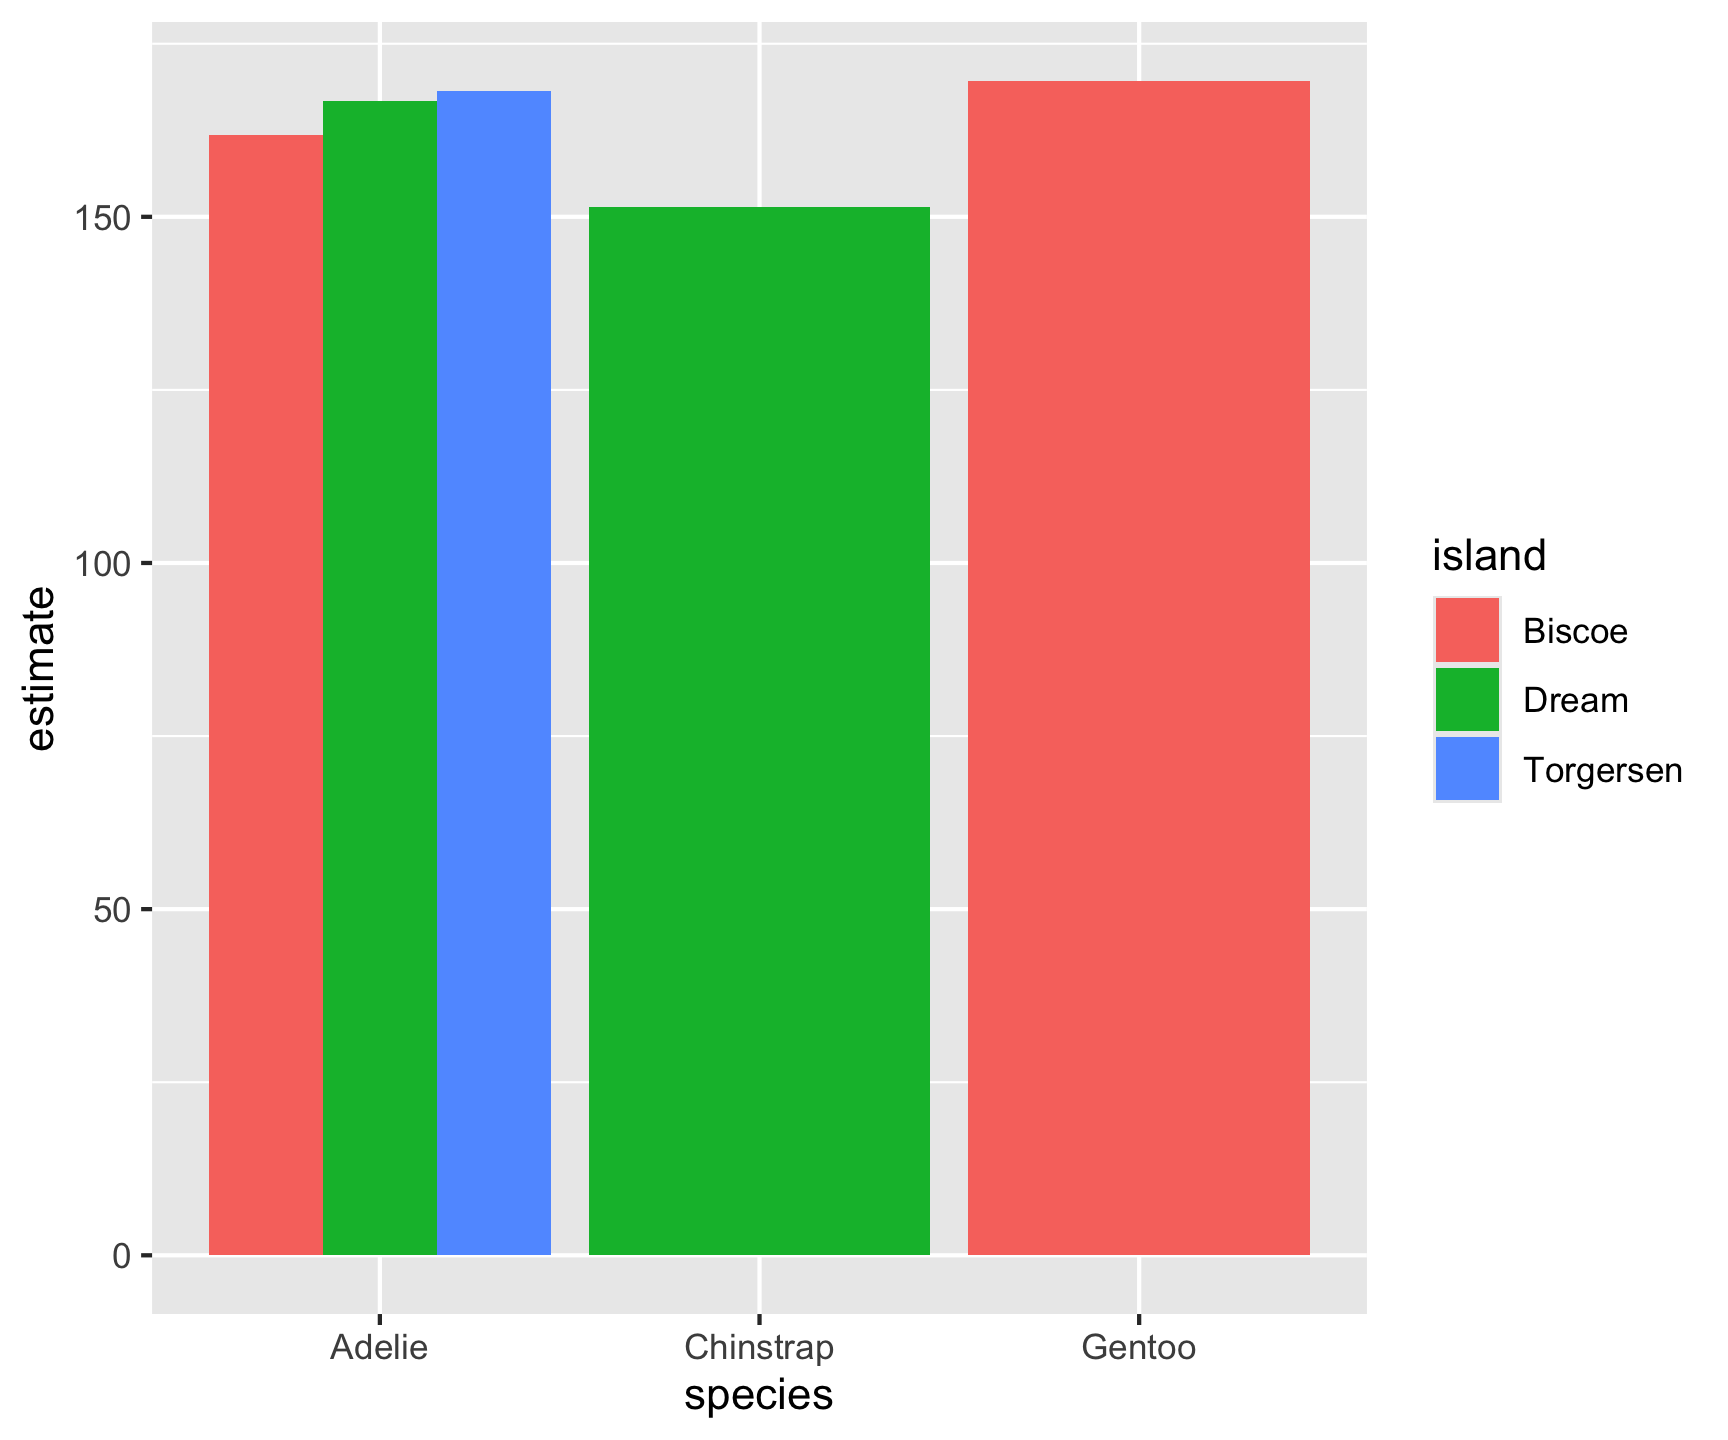 estimate
150
100
50
0
Adelie
Chinstrap
Gentoo
species
island
Biscoe
Dream
Torgersen